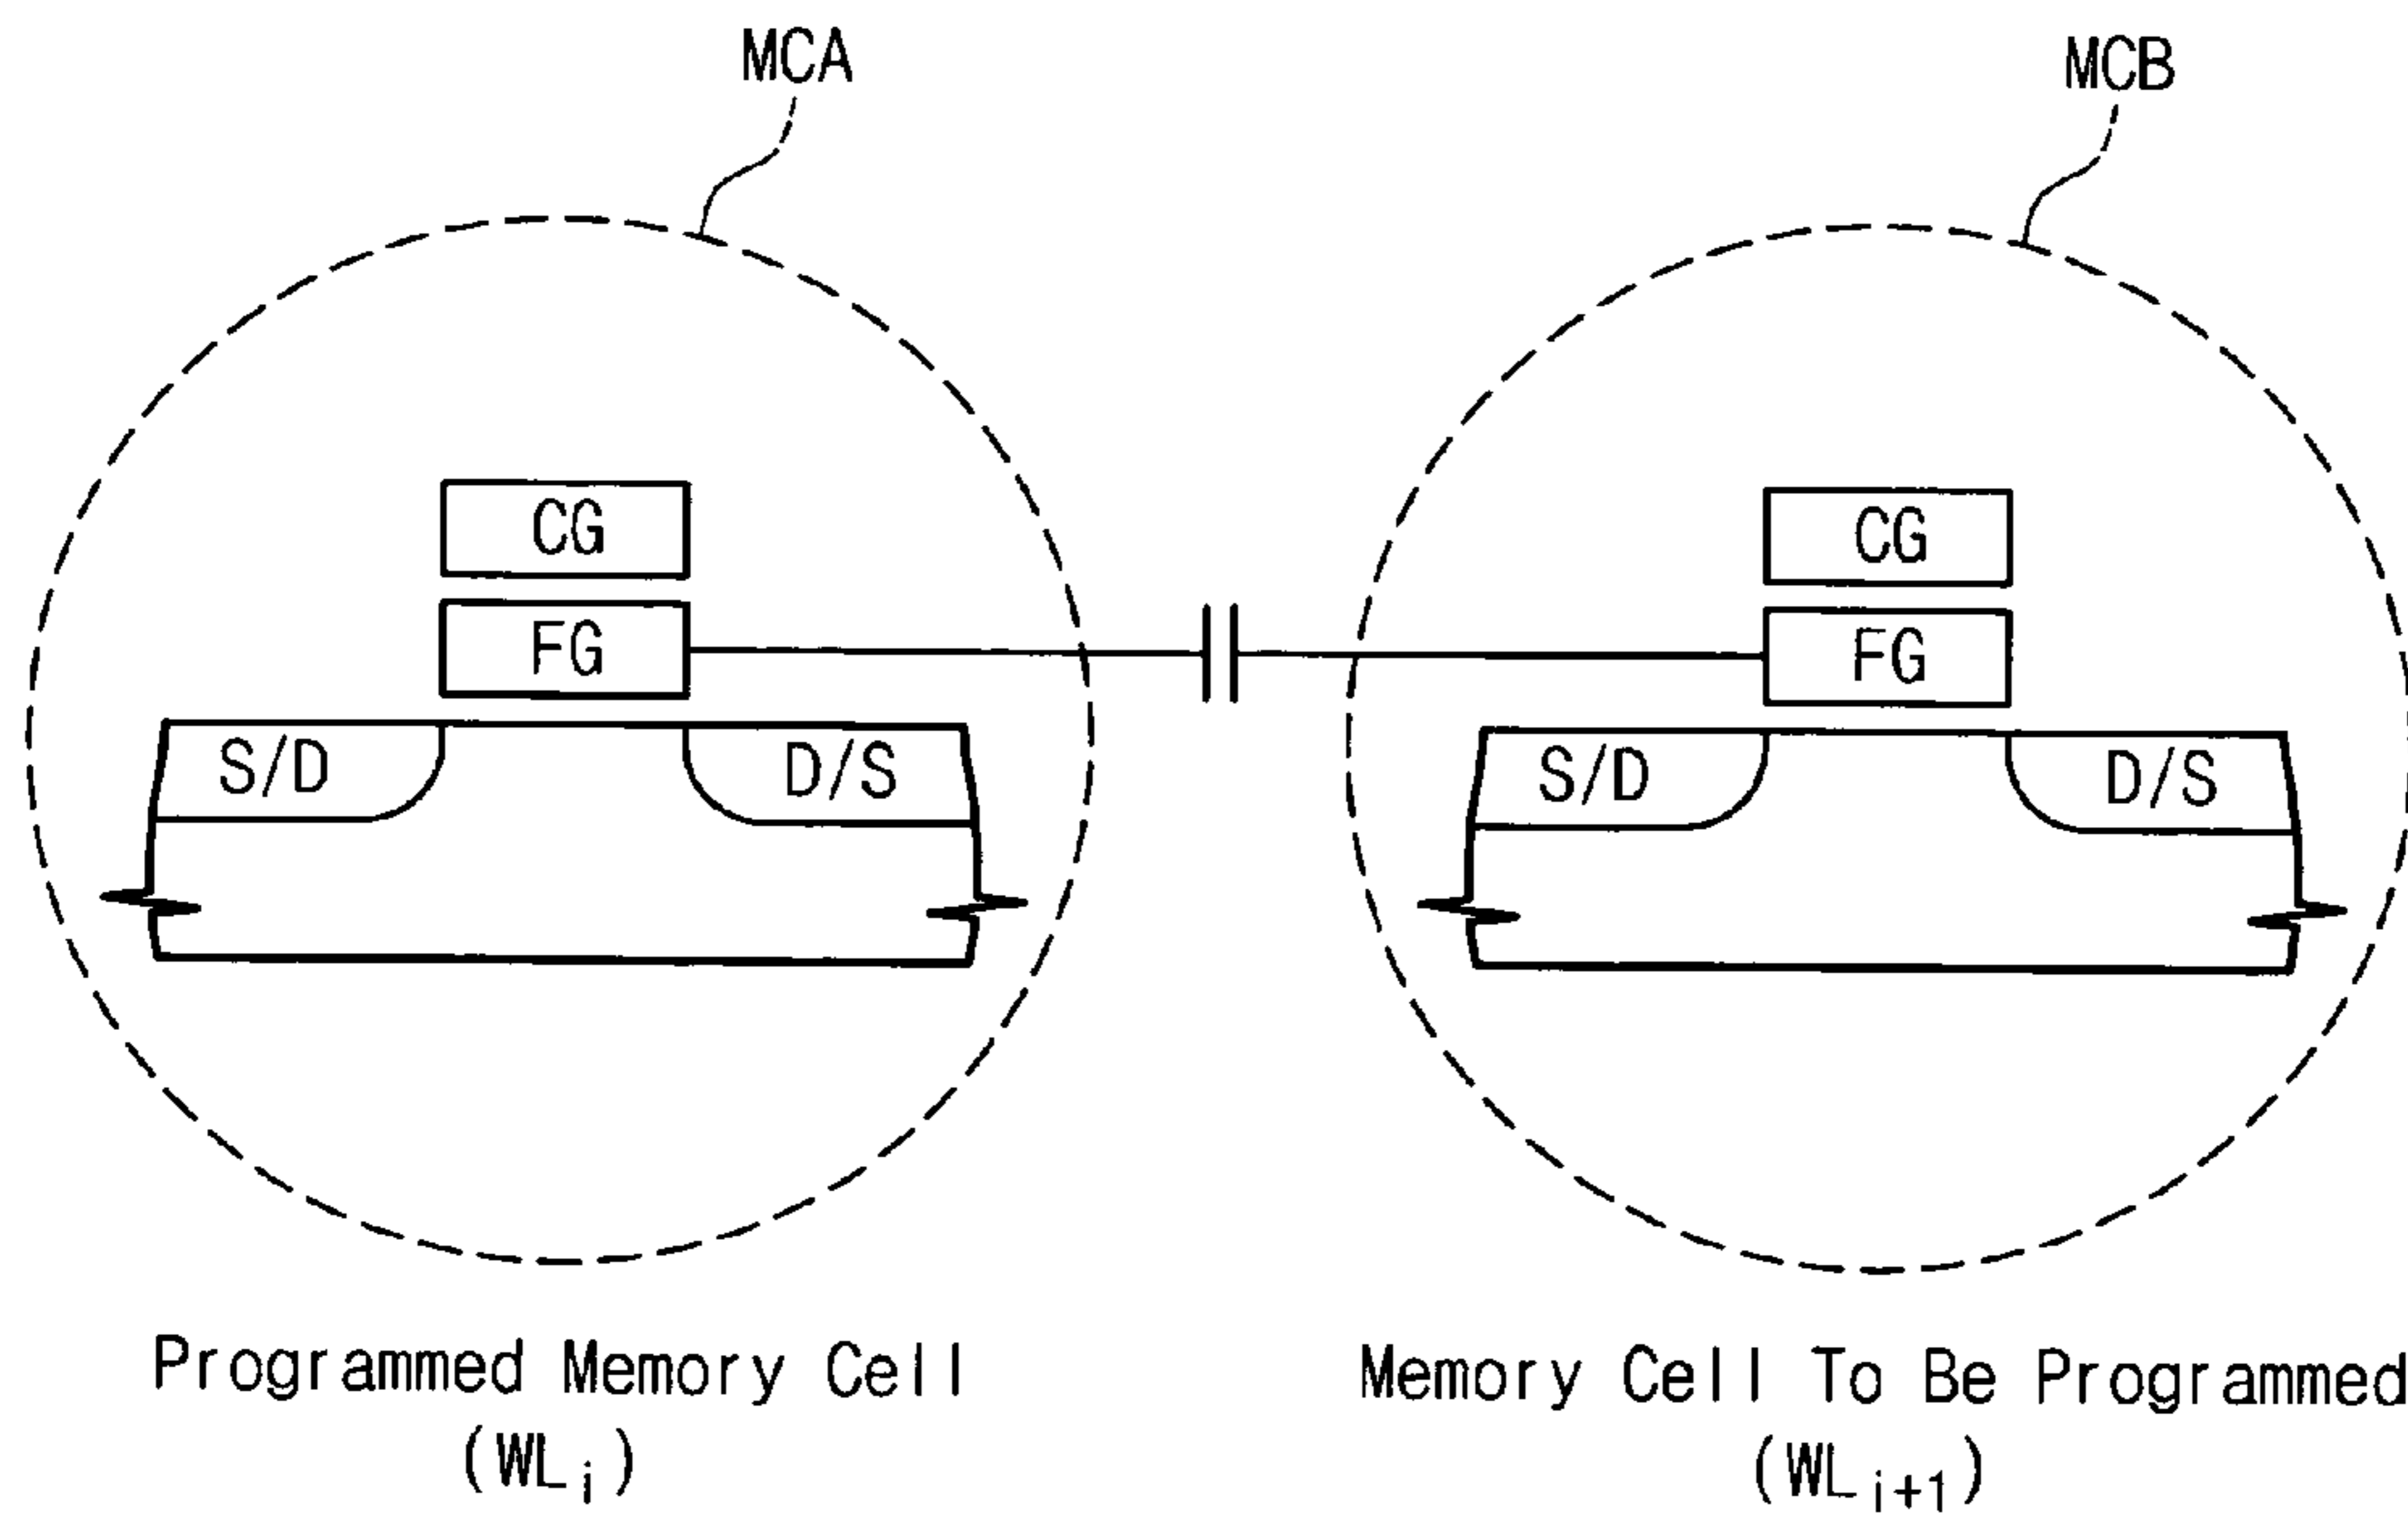 MCA
MCB
CG
CG
FG
FG
S/D
D/S
S/D
D/S
Programmed Memory Cell
(WLi)
Memory Cell To Be Programmed
(WLi+1)